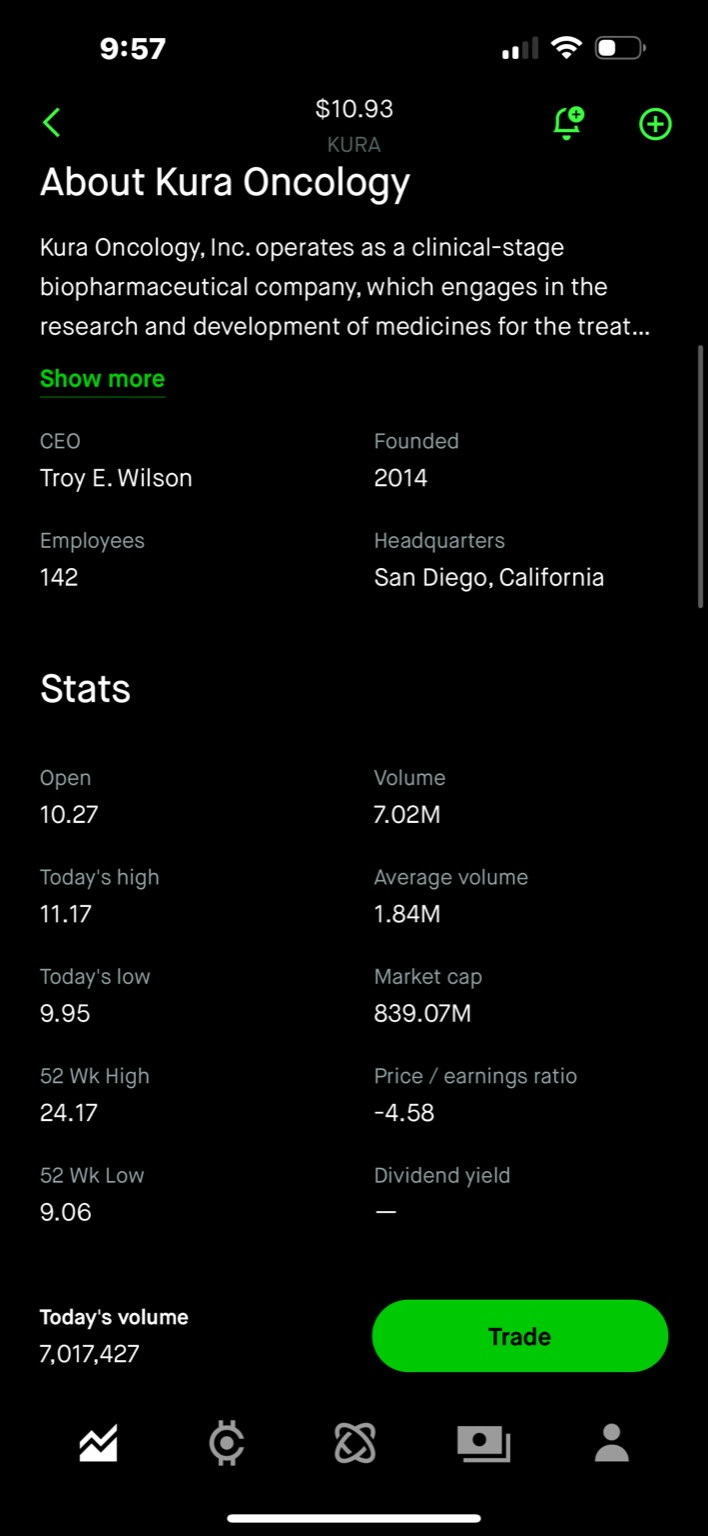 9:57
$10.93
KURA
About Kura Oncology
Kura Oncology, Inc. operates as a clinical-stage
biopharmaceutical company, which engages in the
research and development of medicines for the treat...
Show more
CEO
Founded
Troy E. Wilson
2014
Employees
Headquarters
142
San Diego, California
Stats
Open
Volume
10.27
7.02M
Today's high
Average volume
11.17
1.84M
Today's low
Market cap
9.95
839.07M
52 Wk High
Price / earnings ratio
24.17
-4.58
52 Wk Low
Dividend yield
9.06
—
Today's volume
7,017,427
Trade